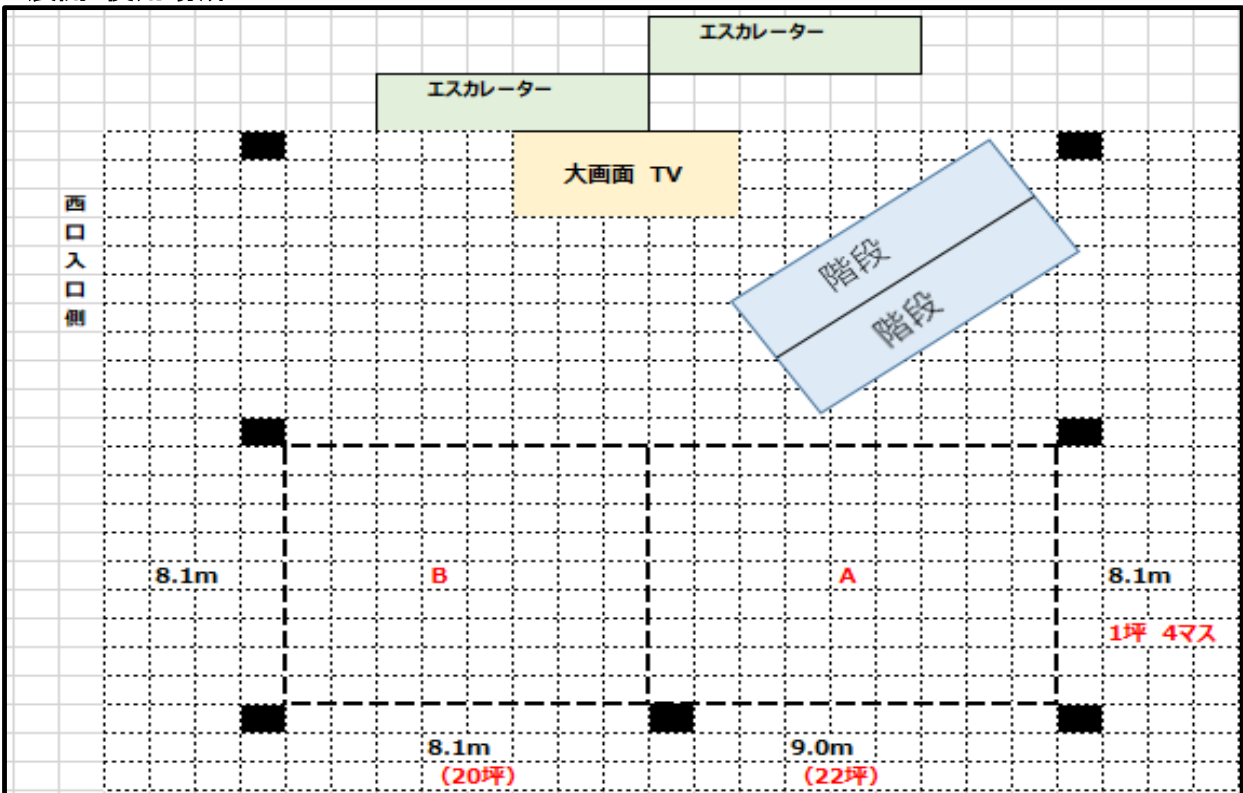 エスカレーター
エスカレーター
大画面 TV
西口入口側
階段
階段
8.1m
B
A
8.1m
1坪 4マス
8.1m
(20坪)
9.0m
(22坪)